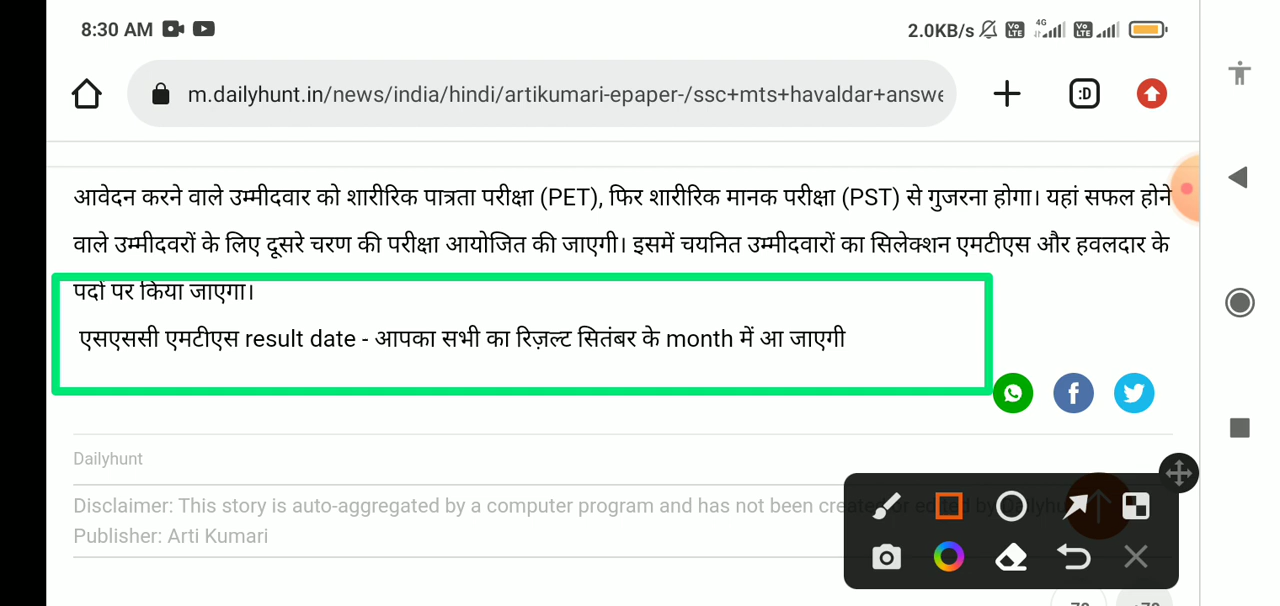 8:30 AM
2.0KB/s
4G
m.dailyhunt.in/news/india/hindi/artikumari-epaper-/ssc+mts+havaldar+answe
:D
आवेदन करने वाले उम्मीदवार को शारीरिक पात्रता परीक्षा (PET), फिर शारीरिक मानक परीक्षा (PST) से गुजरना होगा। यहां सफल होने
वाले उम्मीदवरों के लिए दूसरे चरण की परीक्षा आयोजित की जाएगी। इसमें चयनित उम्मीदवारों का सिलेक्शन एमटीएस और हवलदार के
पदों पर किया जाएगा।
एसएससी एमटीएस result date - आपका सभी का रिज़ल्ट सितंबर के month में आ जाएगी
Dailyhunt
Disclaimer: This story is auto-aggregated by a computer program and has not been created or edited by Dailyhunt
Publisher: Arti Kumari